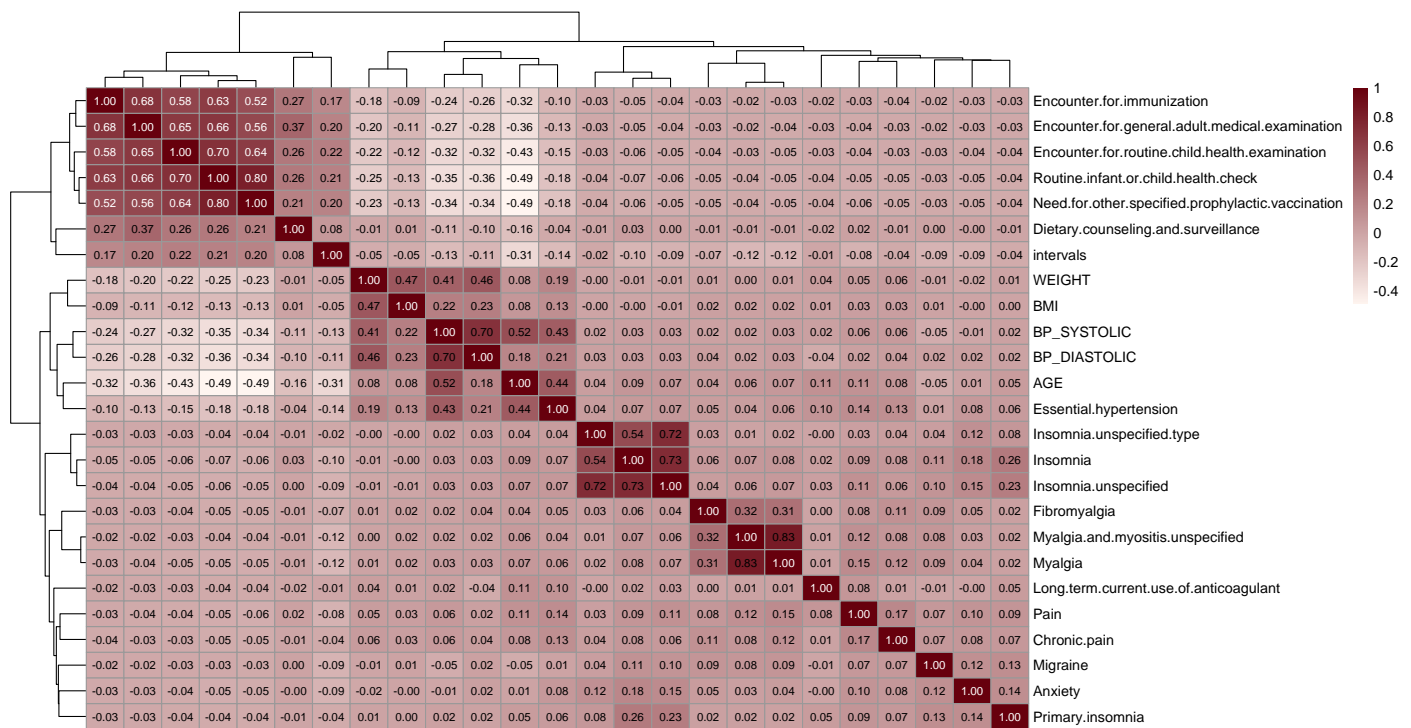 1.00 0.68 0.58 0.63 0.52 0.27 0.17 -0.18 -0.09 -0.24 -0.26 -0.32 -0.10 -0.03 -0.05 -0.04 -0.03 -0.02 -0.03 -0.02 -0.03 -0.04 -0.02 -0.03 -0.03 Encounter.for.immunization 1
0.68 1.00 0.65 0.66 0.56 0.37 0.20 -0.20 -0.11 -0.27 -0.28 -0.36 -0.13 -0.03 -0.05 -0.04 -0.03 -0.02 -0.04 -0.03 -0.04 -0.03 -0.02 -0.03 -0.03 Encounter.for.general.adult.medical.examination 0.8
0.58 0.65 1.00 0.70 0.64 0.26 0.22 -0.22 -0.12 -0.32 -0.32 -0.43 -0.15 -0.03 -0.06 -0.05 -0.04 -0.03 -0.05 -0.03 -0.04 -0.03 -0.03 -0.04 -0.04 Encounter.for.routine.child.health.examination 0.6
0.63 0.66 0.70 1.00 0.80 0.26 0.21 -0.25 -0.13 -0.35 -0.36 -0.49 -0.18 -0.04 -0.07 -0.06 -0.05 -0.04 -0.05 -0.04 -0.05 -0.05 -0.03 -0.05 -0.04 Routine.infant.or.child.health.check 0.4
0.52 0.56 0.64 0.80 1.00 0.21 0.20 -0.23 -0.13 -0.34 -0.34 -0.49 -0.18 -0.04 -0.06 -0.05 -0.05 -0.04 -0.05 -0.04 -0.06 -0.05 -0.03 -0.05 -0.04 Need.for.other.specified.prophylactic.vaccination 0.2
0.27 0.37 0.26 0.26 0.21 1.00 0.08 -0.01 0.01 -0.11 -0.10 -0.16 -0.04 -0.01 0.03 0.00 -0.01 -0.01 -0.01 -0.02 0.02 -0.01 0.00 -0.00 -0.01 Dietary.counseling.and.surveillance 0
0.17 0.20 0.22 0.21 0.20 0.08 1.00 -0.05 -0.05 -0.13 -0.11 -0.31 -0.14 -0.02 -0.10 -0.09 -0.07 -0.12 -0.12 -0.01 -0.08 -0.04 -0.09 -0.09 -0.04 intervals -0.2
-0.18 -0.20 -0.22 -0.25 -0.23 -0.01 -0.05 1.00 0.47 0.41 0.46 0.08 0.19 -0.00 -0.01 -0.01 0.01 0.00 0.01 0.04 0.05 0.06 -0.01 -0.02 0.01 WEIGHT -0.4
-0.09 -0.11 -0.12 -0.13 -0.13 0.01 -0.05 0.47 1.00 0.22 0.23 0.08 0.13 -0.00 -0.00 -0.01 0.02 0.02 0.02 0.01 0.03 0.03 0.01 -0.00 0.00 BMI
-0.24 -0.27 -0.32 -0.35 -0.34 -0.11 -0.13 0.41 0.22 1.00 0.70 0.52 0.43 0.02 0.03 0.03 0.02 0.02 0.03 0.02 0.06 0.06 -0.05 -0.01 0.02 BP_SYSTOLIC
-0.26 -0.28 -0.32 -0.36 -0.34 -0.10 -0.11 0.46 0.23 0.70 1.00 0.18 0.21 0.03 0.03 0.03 0.04 0.02 0.03 -0.04 0.02 0.04 0.02 0.02 0.02 BP_DIASTOLIC
-0.32 -0.36 -0.43 -0.49 -0.49 -0.16 -0.31 0.08 0.08 0.52 0.18 1.00 0.44 0.04 0.09 0.07 0.04 0.06 0.07 0.11 0.11 0.08 -0.05 0.01 0.05 AGE
-0.10 -0.13 -0.15 -0.18 -0.18 -0.04 -0.14 0.19 0.13 0.43 0.21 0.44 1.00 0.04 0.07 0.07 0.05 0.04 0.06 0.10 0.14 0.13 0.01 0.08 0.06 Essential.hypertension
-0.03 -0.03 -0.03 -0.04 -0.04 -0.01 -0.02 -0.00 -0.00 0.02 0.03 0.04 0.04 1.00 0.54 0.72 0.03 0.01 0.02 -0.00 0.03 0.04 0.04 0.12 0.08 Insomnia.unspecified.type
-0.05 -0.05 -0.06 -0.07 -0.06 0.03 -0.10 -0.01 -0.00 0.03 0.03 0.09 0.07 0.54 1.00 0.73 0.06 0.07 0.08 0.02 0.09 0.08 0.11 0.18 0.26 Insomnia
-0.04 -0.04 -0.05 -0.06 -0.05 0.00 -0.09 -0.01 -0.01 0.03 0.03 0.07 0.07 0.72 0.73 1.00 0.04 0.06 0.07 0.03 0.11 0.06 0.10 0.15 0.23 Insomnia.unspecified
-0.03 -0.03 -0.04 -0.05 -0.05 -0.01 -0.07 0.01 0.02 0.02 0.04 0.04 0.05 0.03 0.06 0.04 1.00 0.32 0.31 0.00 0.08 0.11 0.09 0.05 0.02 Fibromyalgia
-0.02 -0.02 -0.03 -0.04 -0.04 -0.01 -0.12 0.00 0.02 0.02 0.02 0.06 0.04 0.01 0.07 0.06 0.32 1.00 0.83 0.01 0.12 0.08 0.08 0.03 0.02 Myalgia.and.myositis.unspecified
-0.03 -0.04 -0.05 -0.05 -0.05 -0.01 -0.12 0.01 0.02 0.03 0.03 0.07 0.06 0.02 0.08 0.07 0.31 0.83 1.00 0.01 0.15 0.12 0.09 0.04 0.02 Myalgia
-0.02 -0.03 -0.03 -0.04 -0.04 -0.02 -0.01 0.04 0.01 0.02 -0.04 0.11 0.10 -0.00 0.02 0.03 0.00 0.01 0.01 1.00 0.08 0.01 -0.01 -0.00 0.05 Long.term.current.use.of.anticoagulant
-0.03 -0.04 -0.04 -0.05 -0.06 0.02 -0.08 0.05 0.03 0.06 0.02 0.11 0.14 0.03 0.09 0.11 0.08 0.12 0.15 0.08 1.00 0.17 0.07 0.10 0.09 Pain
-0.04 -0.03 -0.03 -0.05 -0.05 -0.01 -0.04 0.06 0.03 0.06 0.04 0.08 0.13 0.04 0.08 0.06 0.11 0.08 0.12 0.01 0.17 1.00 0.07 0.08 0.07 Chronic.pain
-0.02 -0.02 -0.03 -0.03 -0.03 0.00 -0.09 -0.01 0.01 -0.05 0.02 -0.05 0.01 0.04 0.11 0.10 0.09 0.08 0.09 -0.01 0.07 0.07 1.00 0.12 0.13 Migraine
-0.03 -0.03 -0.04 -0.05 -0.05 -0.00 -0.09 -0.02 -0.00 -0.01 0.02 0.01 0.08 0.12 0.18 0.15 0.05 0.03 0.04 -0.00 0.10 0.08 0.12 1.00 0.14 Anxiety
-0.03 -0.03 -0.04 -0.04 -0.04 -0.01 -0.04 0.01 0.00 0.02 0.02 0.05 0.06 0.08 0.26 0.23 0.02 0.02 0.02 0.05 0.09 0.07 0.13 0.14 1.00 Primary.insomnia